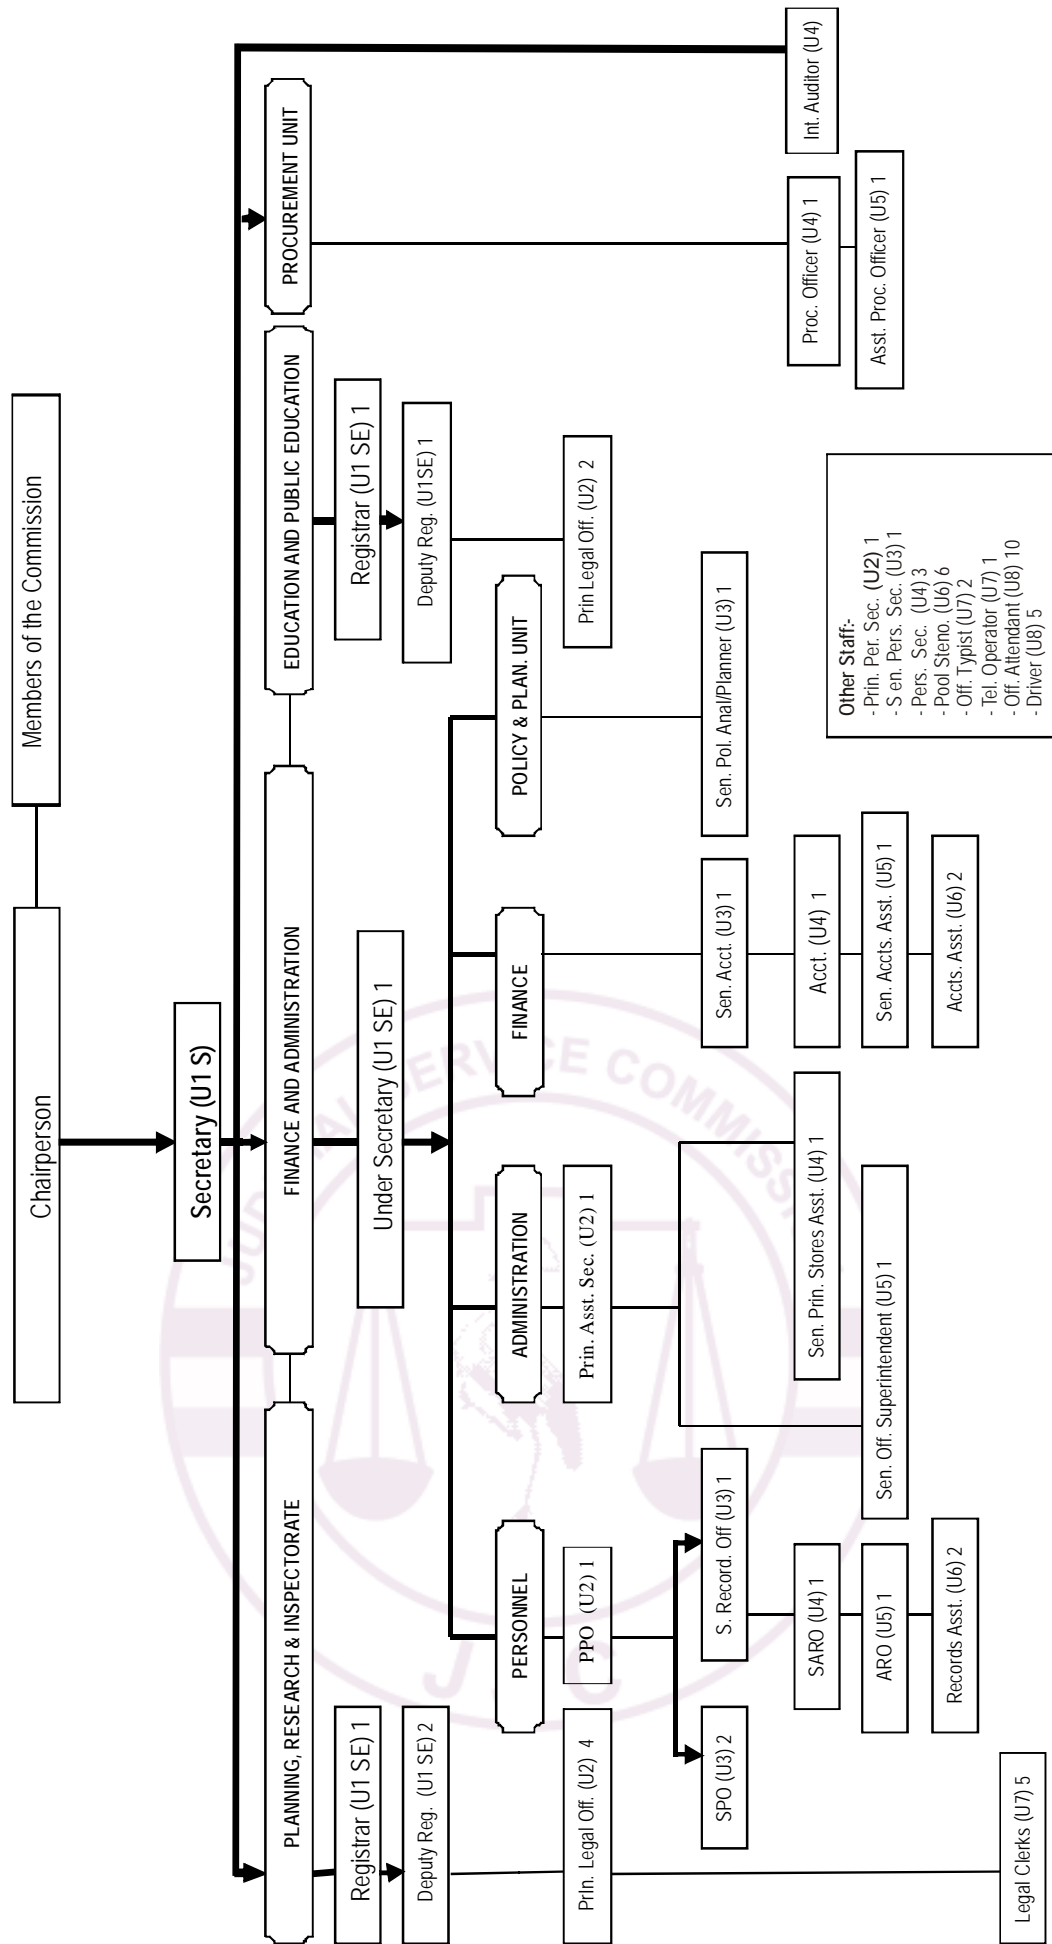 Chairperson
Members of the Commission
Secretary (U1 S)
PLANNING, RESEARCH & INSPECTORATE
FINANCE AND ADMINISTRATION
EDUCATION AND PUBLIC EDUCATION
PROCUREMENT UNIT
Registrar (U1 SE) 1
Under Secretary (U1 SE) 1
Registrar (U1 SE) 1
Deputy Reg. (U1 SE) 2
Deputy Reg. (U1SE) 1
PERSONNEL
ADMINISTRATION
FINANCE
POLICY & PLAN. UNIT
PrIn. Legal Off. (U2) 4
PPO (U2) 1
Prin. Asst. Sec. (U2) 1
Prin Legal Off. (U2) 2
SPO (U3) 2
S. Record. Off (U3) 1
Sen. Acct. (U3) 1
Sen. Pol. Anal/Planner (U3) 1
SARO (U4) 1
Sen. Prin. Stores Asst. (U4) 1
Acct. (U4) 1
Proc. Officer (U4) 1
Int. Auditor (U4)
ARO (U5) 1
Sen. Off. Superintendent (U5) 1
Sen. Accts. Asst. (U5) 1
Asst. Proc. Officer (U5) 1
Records Asst. (U6) 2
Accts. Asst. (U6) 2
Legal Clerks (U7) 5
Other Staff:-
- Prin. Per. Sec. (U2) 1
- S en. Pers. Sec. (U3) 1
- Pers. Sec. (U4) 3
- Pool Steno. (U6) 6
- Off. Typist (U7) 2
- Tel. Operator (U7) 1
- Off. Attendant (U8) 10
- Driver (U8) 5
JUDICIAL SERVICE COMMISSION
JSC